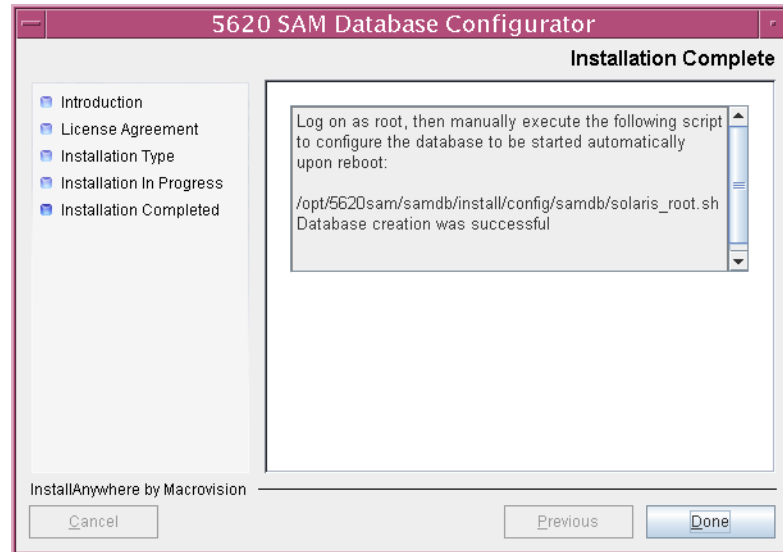 5620 SAM Database Configurator
Installation Complete
Introduction
License Agreement
Installation Type
Installation In Progress
Installation Completed
Log on as root, then manually execute the following script
to configure the database to be started automatically
upon reboot:
/opt/5620sam/samdb/install/config/samdb/solaris_root.sh
Database creation was successful
InstallAnywhere by Macrovision
Cancel
Previous
Done